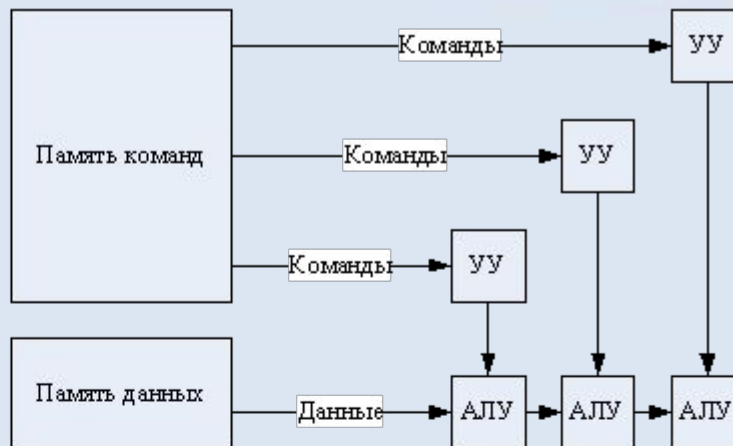 Команды
УУ
Память команд
Команды
УУ
Команды
УУ
Память данных
Данные
АЛУ
АЛУ
АЛУ